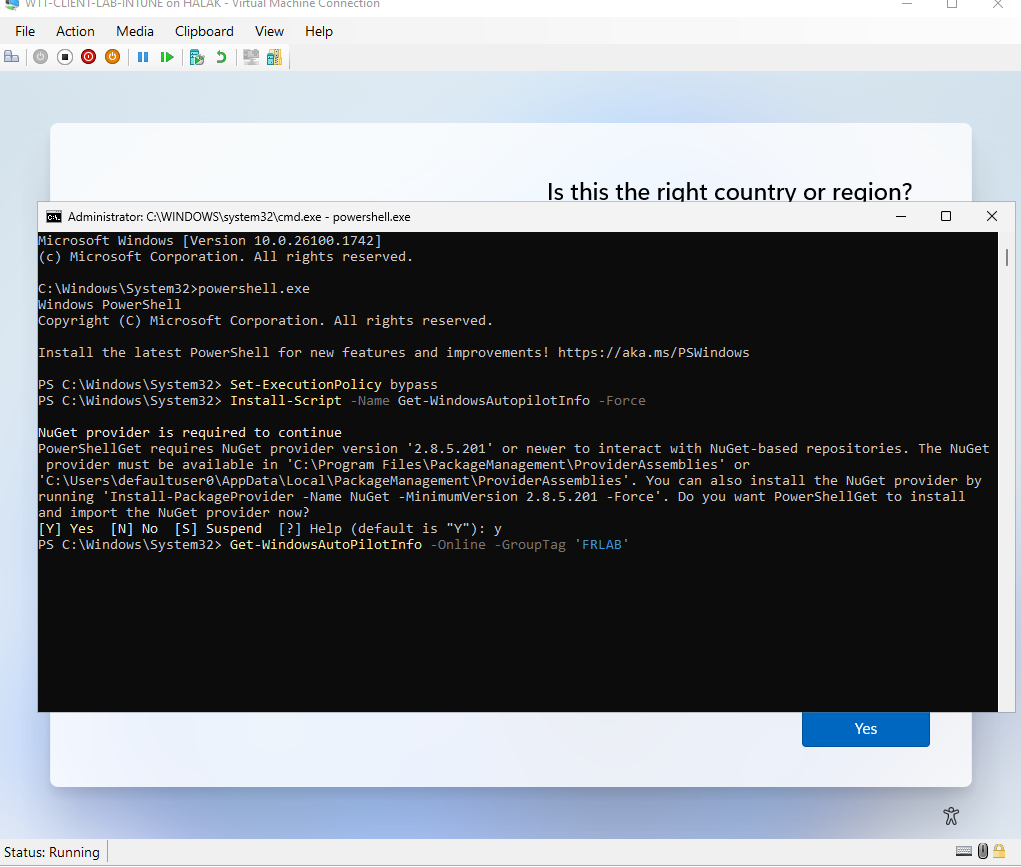 WTT-CLIENT-LAB-INTUNE on HALAK - Virtual Machine Connection
File Action Media Clipboard View Help
Is this the right country or region?
Administrator: C:\WINDOWS\system32\cmd.exe - powershell.exe
Microsoft Windows [Version 10.0.26100.1742]
(c) Microsoft Corporation. All rights reserved.
C:\Windows\System32>powershell.exe
Windows PowerShell
Copyright (C) Microsoft Corporation. All rights reserved.
Install the latest PowerShell for new features and improvements! https://aka.ms/PSWindows
PS C:\Windows\System32> Set-ExecutionPolicy bypass
PS C:\Windows\System32> Install-Script -Name Get-WindowsAutopilotInfo -Force
NuGet provider is required to continue
PowerShellGet requires NuGet provider version '2.8.5.201' or newer to interact with NuGet-based repositories. The NuGet
provider must be available in 'C:\Program Files\PackageManagement\ProviderAssemblies' or
'C:\Users\defaultuser0\AppData\Local\PackageManagement\ProviderAssemblies'. You can also install the NuGet provider by
running 'Install-PackageProvider -Name NuGet -MinimumVersion 2.8.5.201 -Force'. Do you want PowerShellGet to install
and import the NuGet provider now?
[Y] Yes [N] No [S] Suspend [?] Help (default is "Y"): y
PS C:\Windows\System32> Get-WindowsAutoPilotInfo -Online -GroupTag 'FRLAB'
Yes
Status: Running